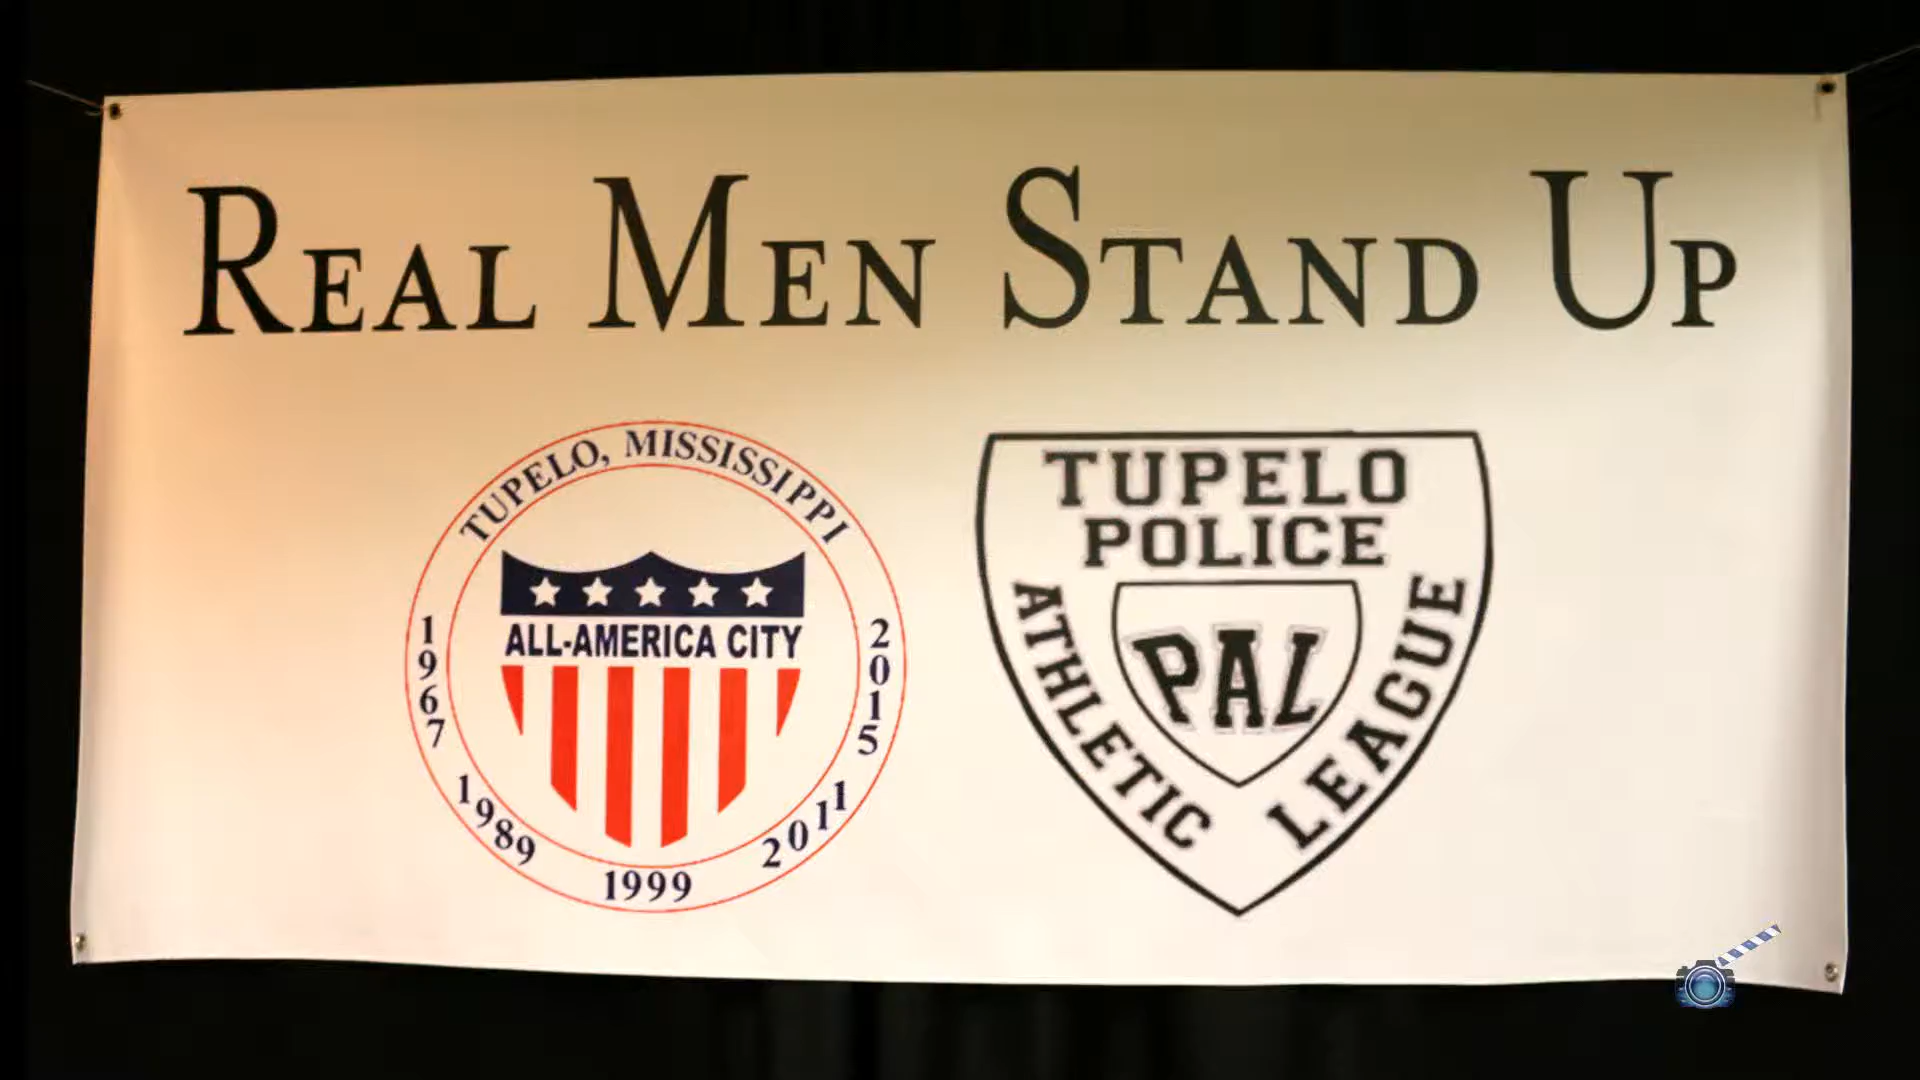 REAL MEN STAND UP
TUPELO, MISSISSIPPI
ALL-AMERICA CITY
1967
1989
1999
2011
2015
TUPELO
POLICE
ATHLETIC LEAGUE
PAL